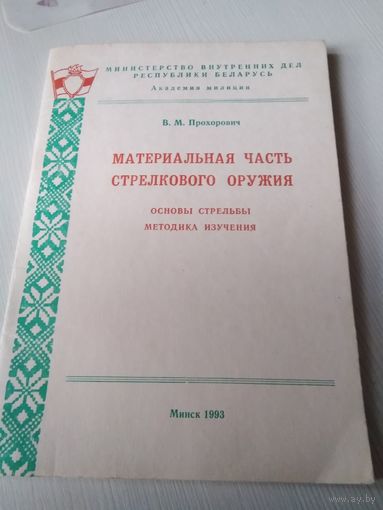 МИНИСТЕРСТВО ВНУТРЕННИХ ДЕЛ
РЕСПУБЛИКИ БЕЛАРУСЬ
Академия милиции
В. М. Прохорович
МАТЕРИАЛЬНАЯ ЧАСТЬ
СТРЕЛКОВОГО ОРУЖИЯ
ОСНОВЫ СТРЕЛЬБЫ
МЕТОДИКА ИЗУЧЕНИЯ
Минск 1993
www.ay.by